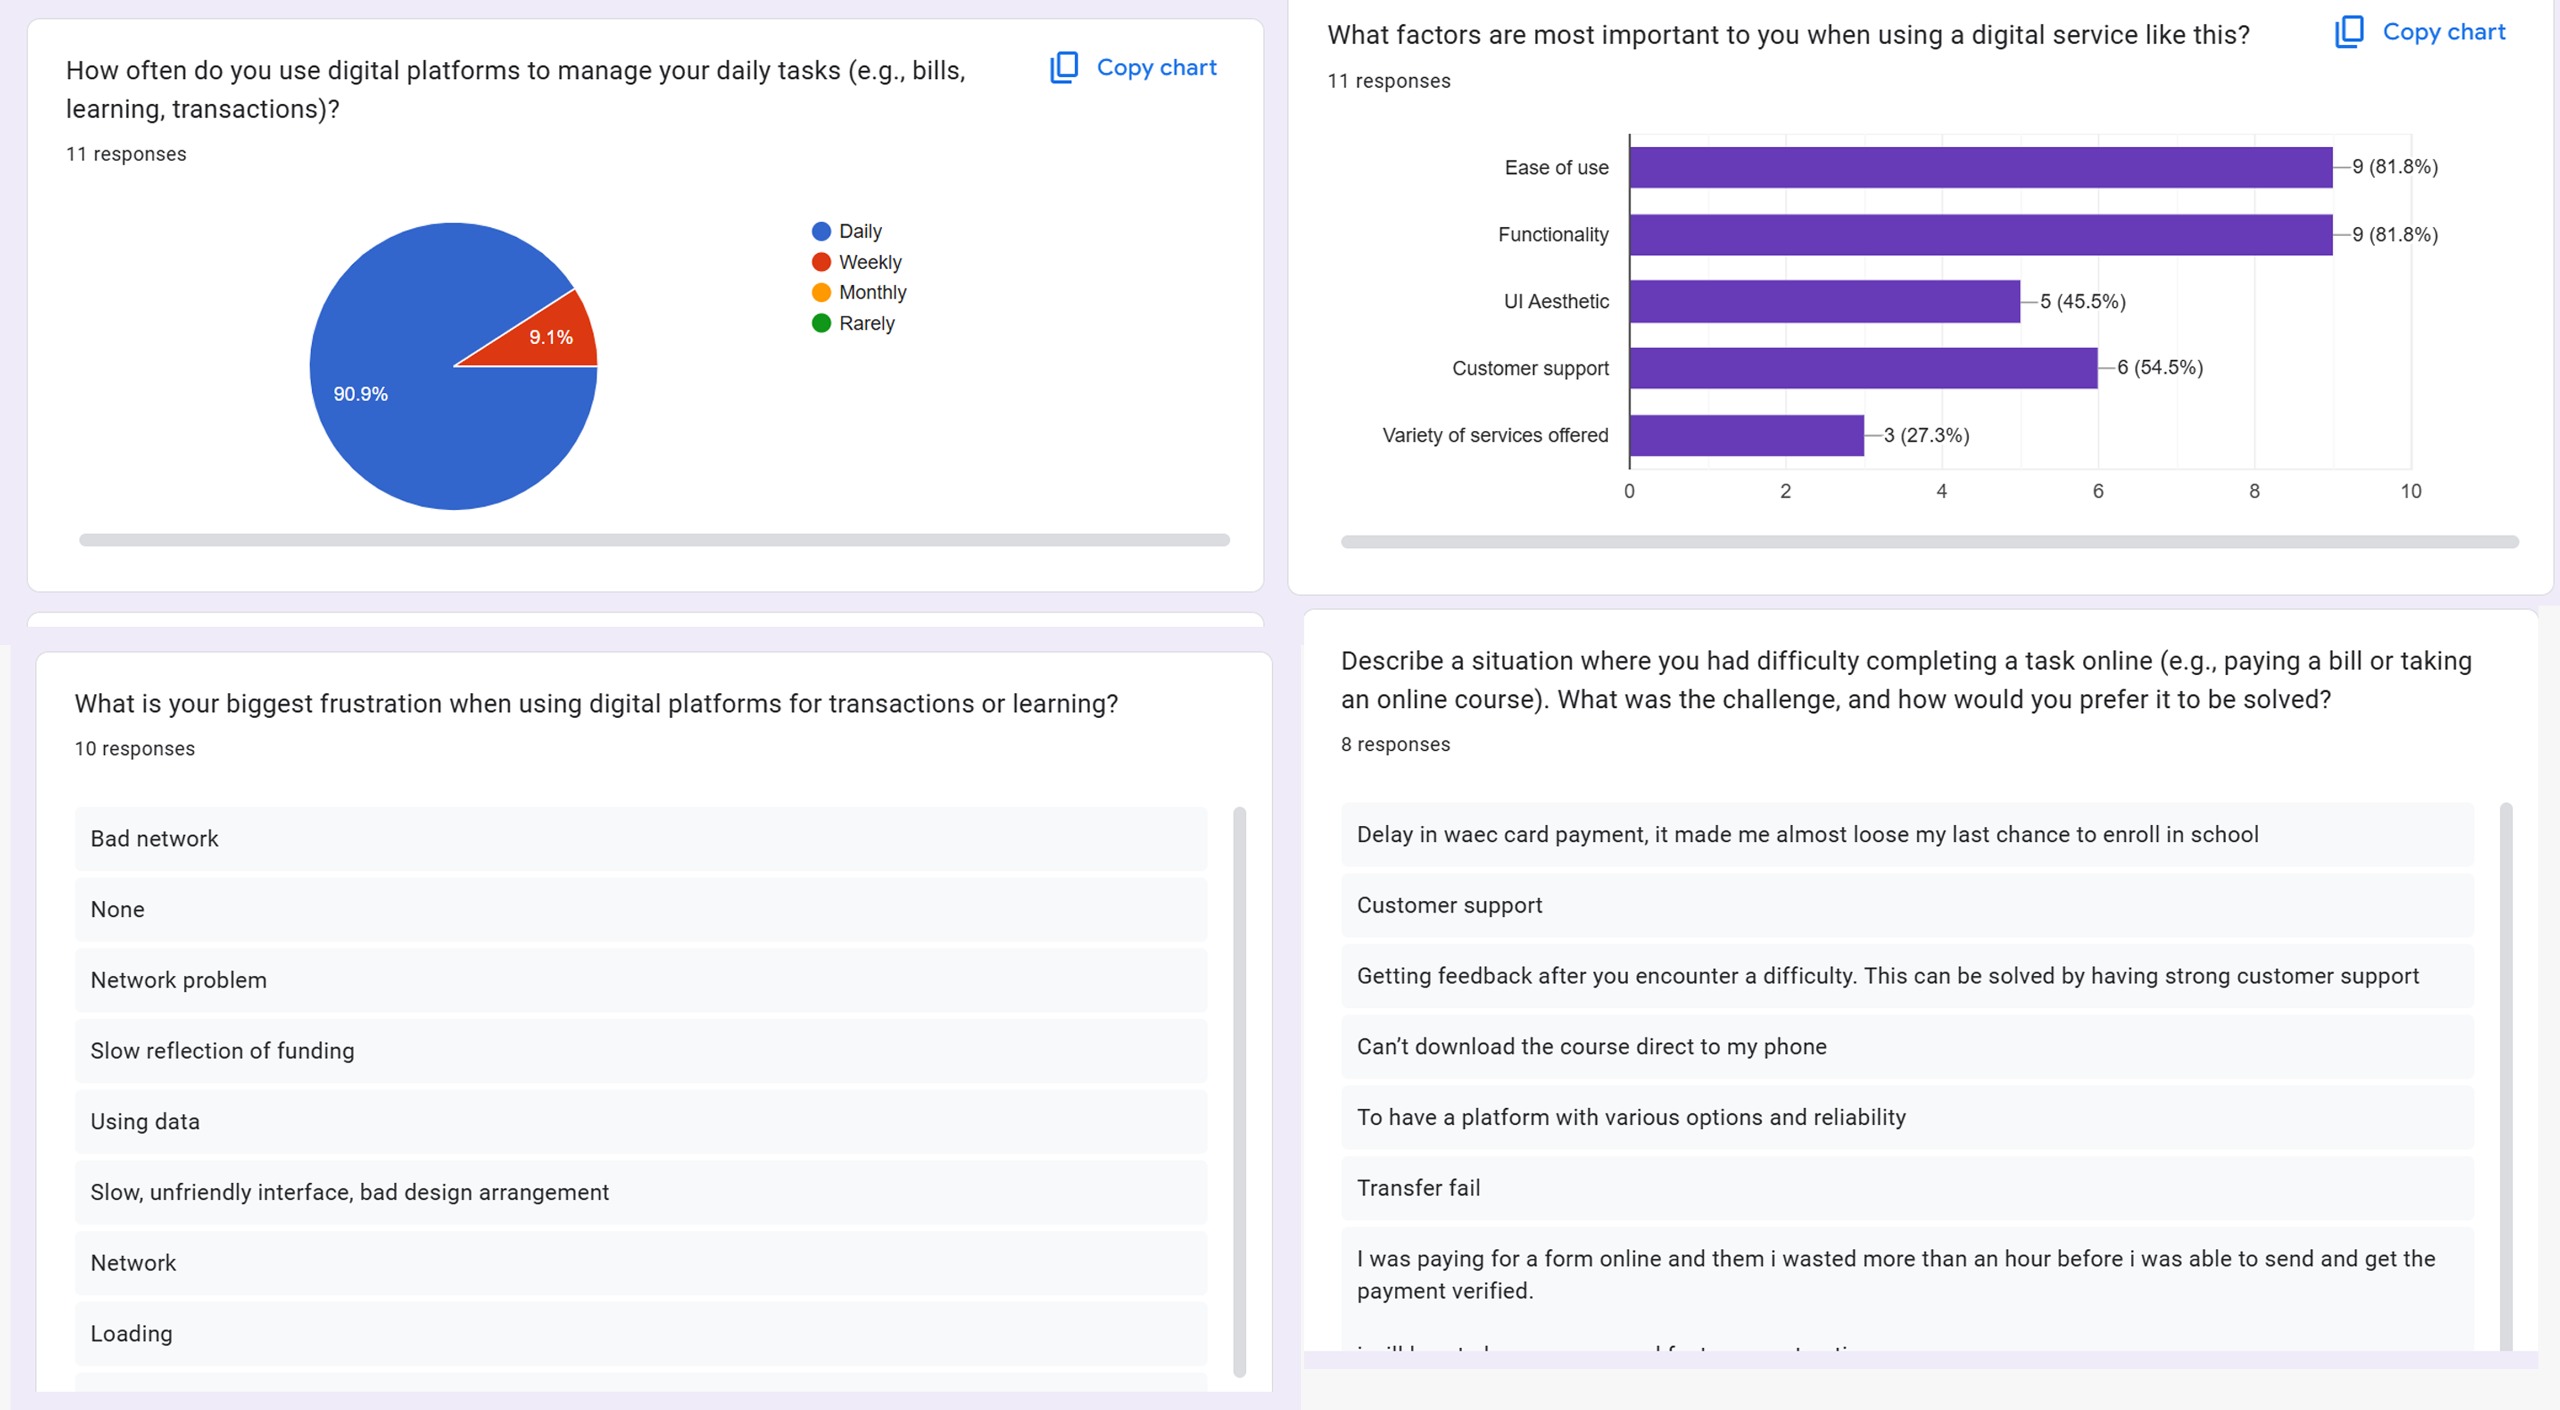 How often do you use digital platforms to manage your daily tasks (e.g., bills,
learning, transactions)?
Copy chart
11 responses
Daily
Weekly
Monthly
Rarely
9.1%
90.9%
What factors are most important to you when using a digital service like this?
Copy chart
11 responses
Ease of use
9 (81.8%)
Functionality
9 (81.8%)
UI Aesthetic
5 (45.5%)
Customer support
6 (54.5%)
Variety of services offered
3 (27.3%)
0 2 4 6 8 10
What is your biggest frustration when using digital platforms for transactions or learning?
10 responses
Bad network
None
Network problem
Slow reflection of funding
Using data
Slow, unfriendly interface, bad design arrangement
Network
Loading
Describe a situation where you had difficulty completing a task online (e.g., paying a bill or taking
an online course). What was the challenge, and how would you prefer it to be solved?
8 responses
Delay in waec card payment, it made me almost loose my last chance to enroll in school
Customer support
Getting feedback after you encounter a difficulty. This can be solved by having strong customer support
Can’t download the course direct to my phone
To have a platform with various options and reliability
Transfer fail
I was paying for a form online and them i wasted more than an hour before i was able to send and get the
payment verified.